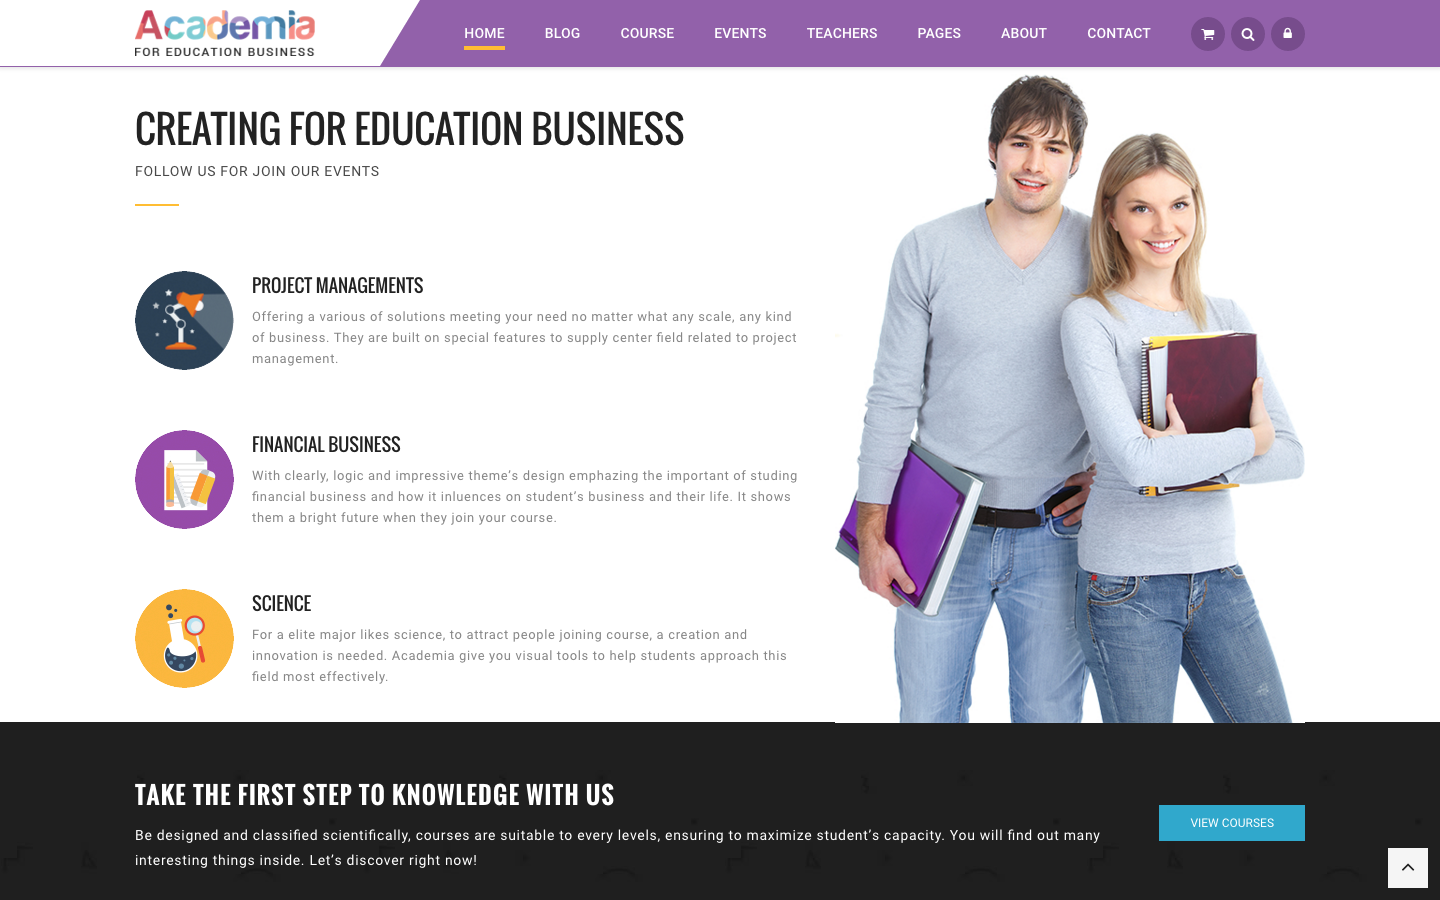 Academia
FOR EDUCATION BUSINESS
HOME BLOG COURSE EVENTS TEACHERS PAGES ABOUT CONTACT
CREATING FOR EDUCATION BUSINESS
FOLLOW US FOR JOIN OUR EVENTS
PROJECT MANAGEMENTS
Offering a various of solutions meeting your need no matter what any scale, any kind
of business. They are built on special features to supply center field related to project
management.
FINANCIAL BUSINESS
With clearly, logic and impressive theme’s design emphazing the important of studing
financial business and how it inluences on student’s business and their life. It shows
them a bright future when they join your course.
SCIENCE
For a elite major likes science, to attract people joining course, a creation and
innovation is needed. Academia give you visual tools to help students approach this
field most effectively.
TAKE THE FIRST STEP TO KNOWLEDGE WITH US
Be designed and classified scientifically, courses are suitable to every levels, ensuring to maximize student’s capacity. You will find out many
interesting things inside. Let’s discover right now!
VIEW COURSES